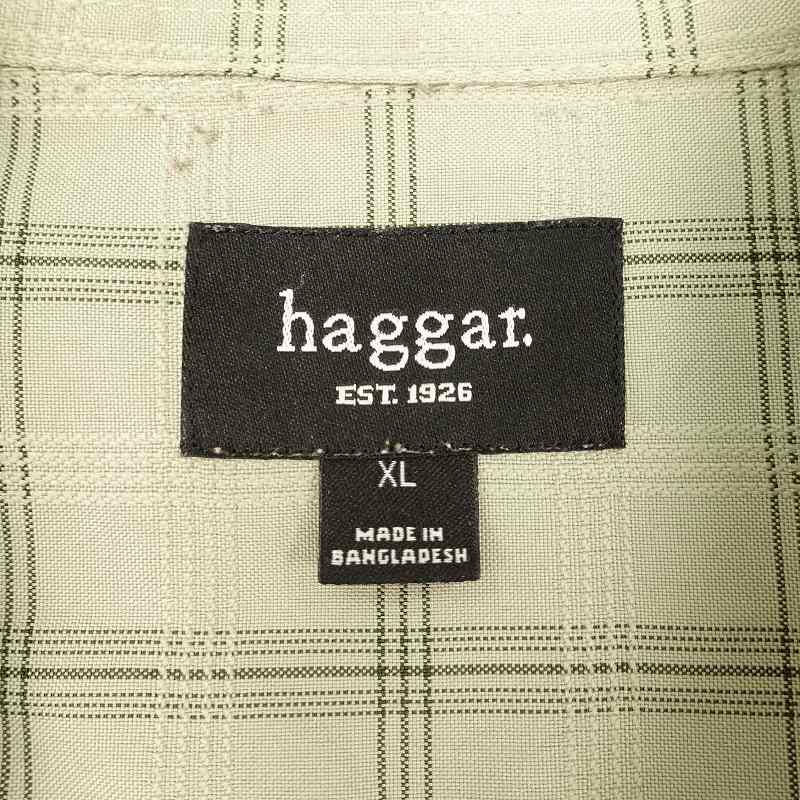 haggar.
EST. 1926
XL
MADE IN
BANGLADESH